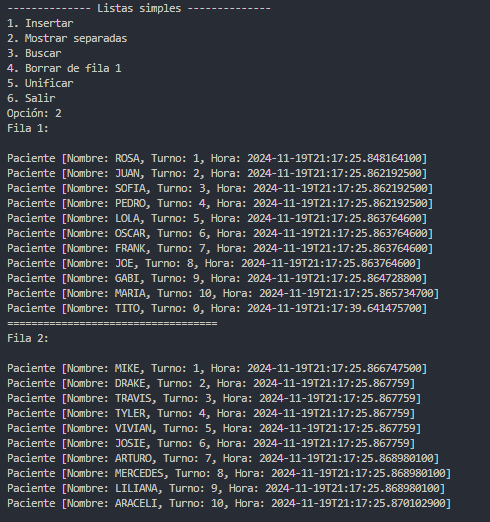 -------------- Listas simples --------------
1. Insertar
2. Mostrar separadas
3. Buscar
4. Borrar de fila 1
5. Unificar
6. Salir
Opción: 2
Fila 1:
Paciente [Nombre: ROSA, Turno: 1, Hora: 2024-11-19T21:17:25.848164100]
Paciente [Nombre: JUAN, Turno: 2, Hora: 2024-11-19T21:17:25.862192500]
Paciente [Nombre: SOFIA, Turno: 3, Hora: 2024-11-19T21:17:25.862192500]
Paciente [Nombre: PEDRO, Turno: 4, Hora: 2024-11-19T21:17:25.862192500]
Paciente [Nombre: LOLA, Turno: 5, Hora: 2024-11-19T21:17:25.863764600]
Paciente [Nombre: OSCAR, Turno: 6, Hora: 2024-11-19T21:17:25.863764600]
Paciente [Nombre: FRANK, Turno: 7, Hora: 2024-11-19T21:17:25.863764600]
Paciente [Nombre: JOE, Turno: 8, Hora: 2024-11-19T21:17:25.863764600]
Paciente [Nombre: GABI, Turno: 9, Hora: 2024-11-19T21:17:25.864728800]
Paciente [Nombre: MARIA, Turno: 10, Hora: 2024-11-19T21:17:25.865734700]
Paciente [Nombre: TITO, Turno: 0, Hora: 2024-11-19T21:17:39.641475700]
===================================
Fila 2:
Paciente [Nombre: MIKE, Turno: 1, Hora: 2024-11-19T21:17:25.866747500]
Paciente [Nombre: DRAKE, Turno: 2, Hora: 2024-11-19T21:17:25.867759]
Paciente [Nombre: TRAVIS, Turno: 3, Hora: 2024-11-19T21:17:25.867759]
Paciente [Nombre: TYLER, Turno: 4, Hora: 2024-11-19T21:17:25.867759]
Paciente [Nombre: VIVIAN, Turno: 5, Hora: 2024-11-19T21:17:25.867759]
Paciente [Nombre: JOSIE, Turno: 6, Hora: 2024-11-19T21:17:25.867759]
Paciente [Nombre: ARTURO, Turno: 7, Hora: 2024-11-19T21:17:25.868980100]
Paciente [Nombre: MERCEDES, Turno: 8, Hora: 2024-11-19T21:17:25.868980100]
Paciente [Nombre: LILIANA, Turno: 9, Hora: 2024-11-19T21:17:25.868980100]
Paciente [Nombre: ARACELI, Turno: 10, Hora: 2024-11-19T21:17:25.870102900]